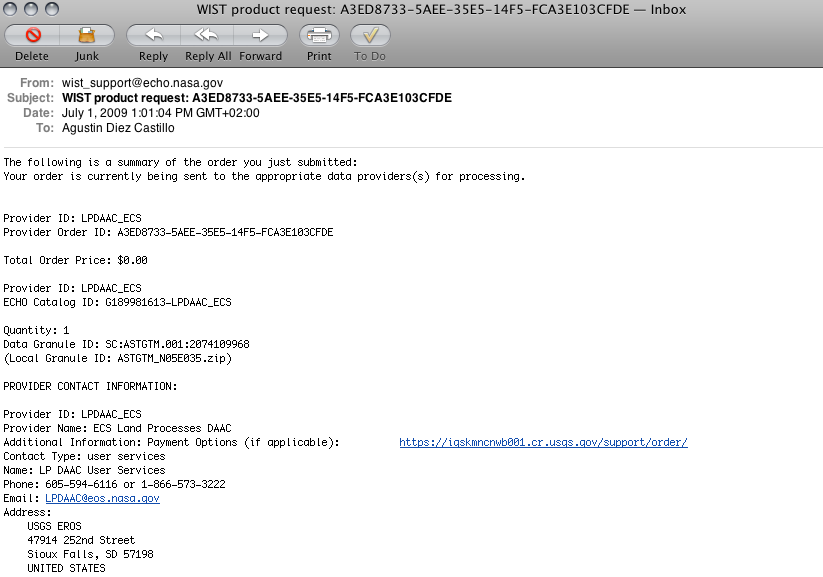 WIST product request: A3ED8733-5AEE-35E5-14F5-FCA3E103CFDE — Inbox
Delete Junk Reply Reply All Forward Print To Do
From: wist_support@echo.nasa.gov
Subject: WIST product request: A3ED8733-5AEE-35E5-14F5-FCA3E103CFDE
Date: July 1, 2009 1:01:04 PM GMT+02:00
To: Agustin Diez Castillo
The following is a summary of the order you just submitted:
Your order is currently being sent to the appropriate data providers(s) for processing.
Provider ID: LPDAAC_ECS
Provider Order ID: A3ED8733-5AEE-35E5-14F5-FCA3E103CFDE
Total Order Price: $0.00
Provider ID: LPDAAC_ECS
ECHO Catalog ID: G189981613-LPDAAC_ECS
Quantity: 1
Data Granule ID: SC:ASTGTM.001:2074109968
(Local Granule ID: ASTGTM_N05E035.zip)
PROVIDER CONTACT INFORMATION:
Provider ID: LPDAAC_ECS
Provider Name: ECS Land Processes DAAC
Additional Information: Payment Options (if applicable): https://igskmncnwb001.cr.usgs.gov/support/order/
Contact Type: user services
Name: LP DAAC User Services
Phone: 605-594-6116 or 1-866-573-3222
Email: LPDAAC@eos.nasa.gov
Address:
USGS EROS
47914 252nd Street
Sioux Falls, SD 57198
UNITED STATES